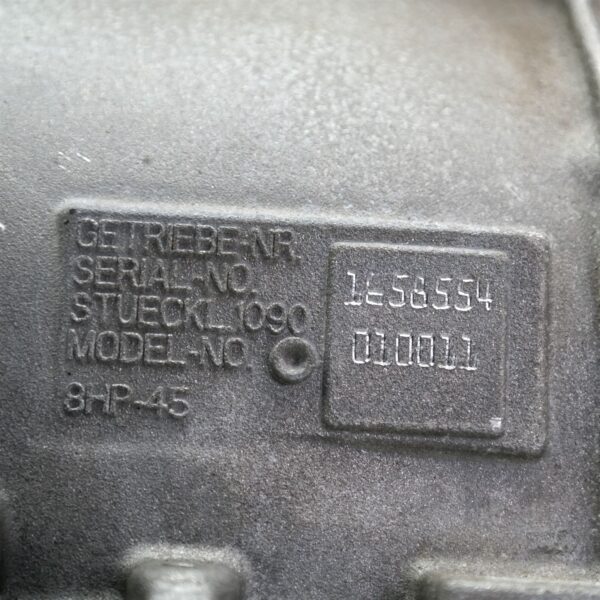 GETRIEBE-NR.
SERIAL-NO. 1658554
STUECKL.1090
MODEL-NO. 010011
8HP-45